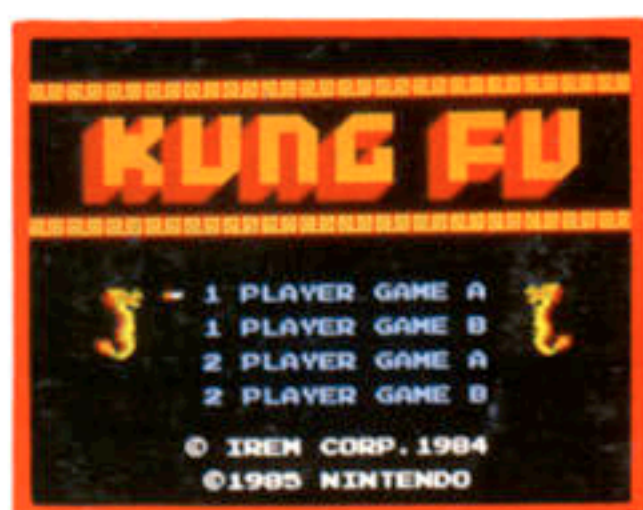 KUNG FU
1 PLAYER GAME A
1 PLAYER GAME B
2 PLAYER GAME A
2 PLAYER GAME B
© IREM CORP.1984
©1985 NINTENDO